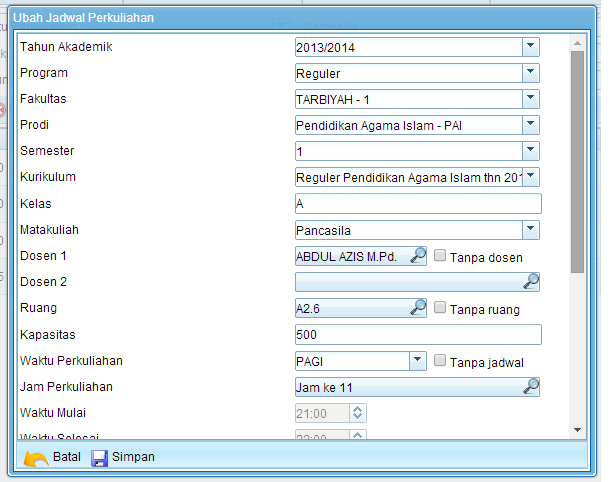 Ubah Jadwal Perkuliahan
Tahun Akademik 2013/2014
Program Reguler
Fakultas TARBIYAH - 1
Prodi Pendidikan Agama Islam - PAI
Semester 1
Kurikulum Reguler Pendidikan Agama Islam thn 201
Kelas A
Matakuliah Pancasila
Dosen 1 ABDUL AZIS M.Pd. Tanpa dosen
Dosen 2
Ruang A2.6 Tanpa ruang
Kapasitas 500
Waktu Perkuliahan PAGI Tanpa jadwal
Jam Perkuliahan Jam ke 11
Waktu Mulai 21:00
Waktu Selesai 22:00
Batal Simpan